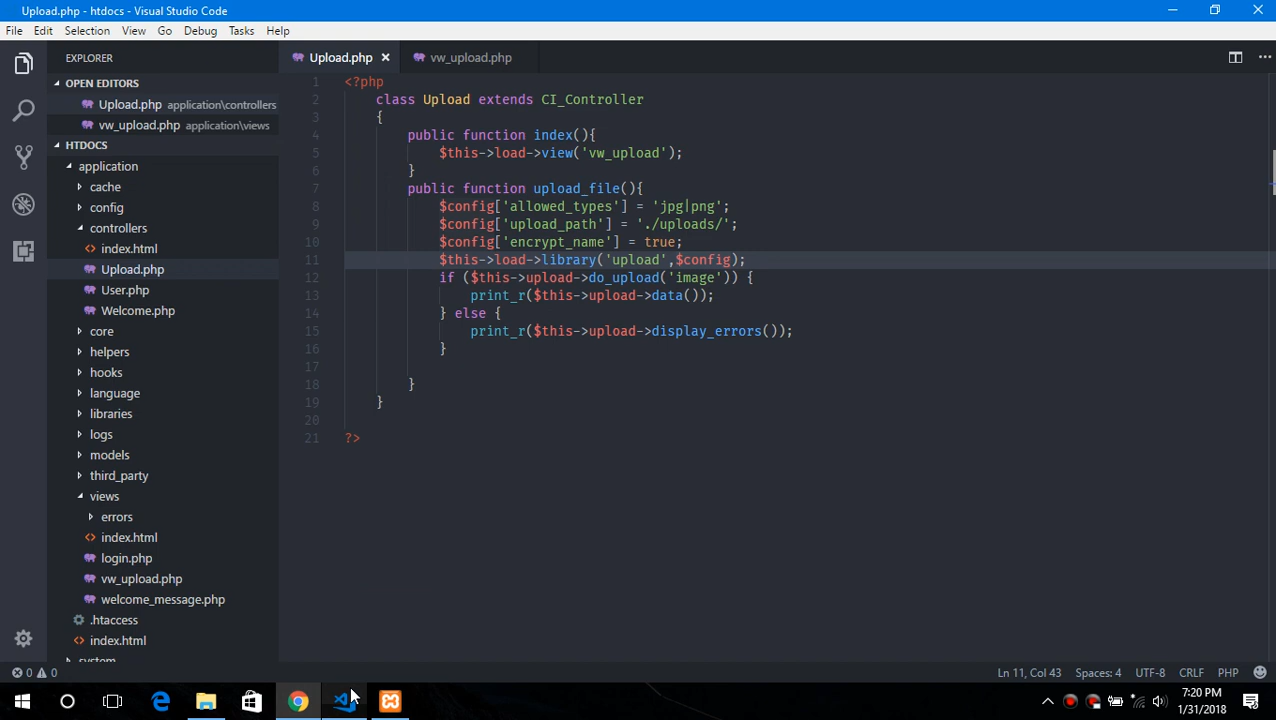 Upload.php - htdocs - Visual Studio Code
File Edit Selection View Go Debug Tasks Help
EXPLORER
OPEN EDITORS
Upload.php application\controllers
vw_upload.php application\views
HTDOCS
application
cache
config
controllers
index.html
Upload.php
User.php
Welcome.php
core
helpers
hooks
language
libraries
logs
models
third_party
views
errors
index.html
login.php
vw_upload.php
welcome_message.php
.htaccess
index.html
system
Upload.php vw_upload.php
1 <?php
2 class Upload extends CI_Controller
3 {
4 public function index(){
5 $this->load->view('vw_upload');
6 }
7 public function upload_file(){
8 $config['allowed_types'] = 'jpg|png';
9 $config['upload_path'] = './uploads/';
10 $config['encrypt_name'] = true;
11 $this->load->library('upload',$config);
12 if ($this->upload->do_upload('image')) {
13 print_r($this->upload->data());
14 } else {
15 print_r($this->upload->display_errors());
16 }
17
18 }
19 }
20
21 ?>
0 0 Ln 11, Col 43 Spaces: 4 UTF-8 CRLF PHP
7:20 PM
1/31/2018